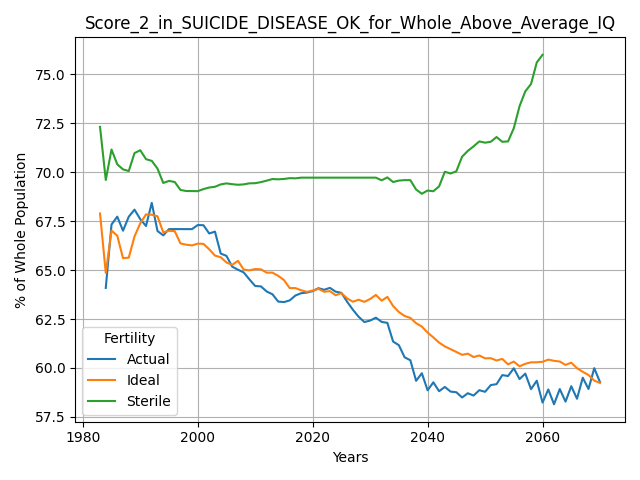 Score_2_in_SUICIDE_DISEASE_OK_for_Whole_Above_Average_IQ
% of Whole Population
75.0
72.5
70.0
67.5
65.0
62.5
60.0
57.5
Fertility
Actual
Ideal
Sterile
1980 2000 2020 2040 2060
Years